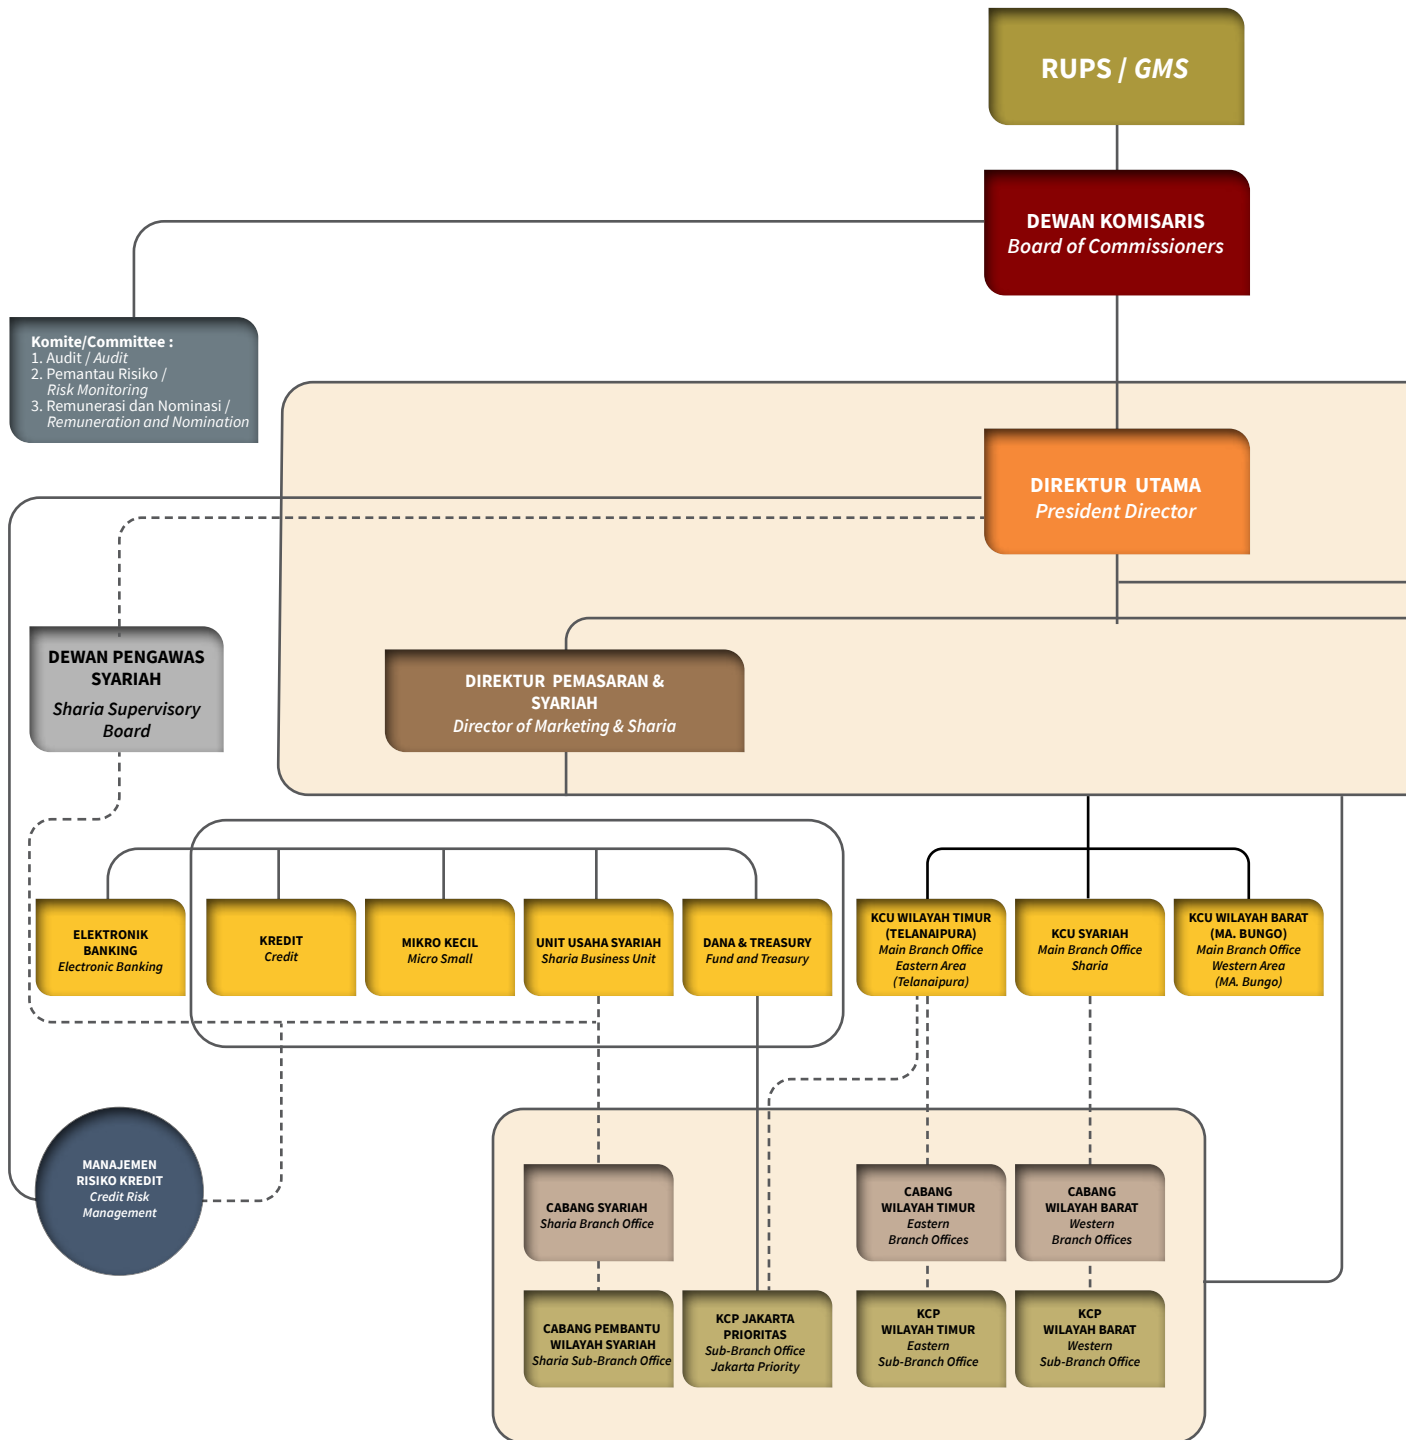 RUPS / GMS
DEWAN KOMISARIS
Board of Commissioners
Komite/Committee :
1. Audit / Audit
2. Pemantau Risiko /
Risk Monitoring
3. Remunerasi dan Nominasi /
Remuneration and Nomination
DIREKTUR UTAMA
President Director
DEWAN PENGAWAS
SYARIAH
Sharia Supervisory
Board
DIREKTUR PEMASARAN &
SYARIAH
Director of Marketing & Sharia
ELEKTRONIK
BANKING
Electronic Banking
KREDIT
Credit
MIKRO KECIL
Micro Small
UNIT USAHA SYARIAH
Sharia Business Unit
DANA & TREASURY
Fund and Treasury
KCU WILAYAH TIMUR
(TELANAIPURA)
Main Branch Office
Eastern Area
(Telanaipura)
KCU SYARIAH
Main Branch Office
Sharia
KCU WILAYAH BARAT
(MA. BUNGO)
Main Branch Office
Western Area
(MA. Bungo)
MANAJEMEN
RISIKO KREDIT
Credit Risk
Management
CABANG SYARIAH
Sharia Branch Office
CABANG
WILAYAH TIMUR
Eastern
Branch Offices
CABANG
WILAYAH BARAT
Western
Branch Offices
CABANG PEMBANTU
WILAYAH SYARIAH
Sharia Sub-Branch Office
KCP JAKARTA
PRIORITAS
Sub-Branch Office
Jakarta Priority
KCP
WILAYAH TIMUR
Eastern
Sub-Branch Office
KCP
WILAYAH BARAT
Western
Sub-Branch Office